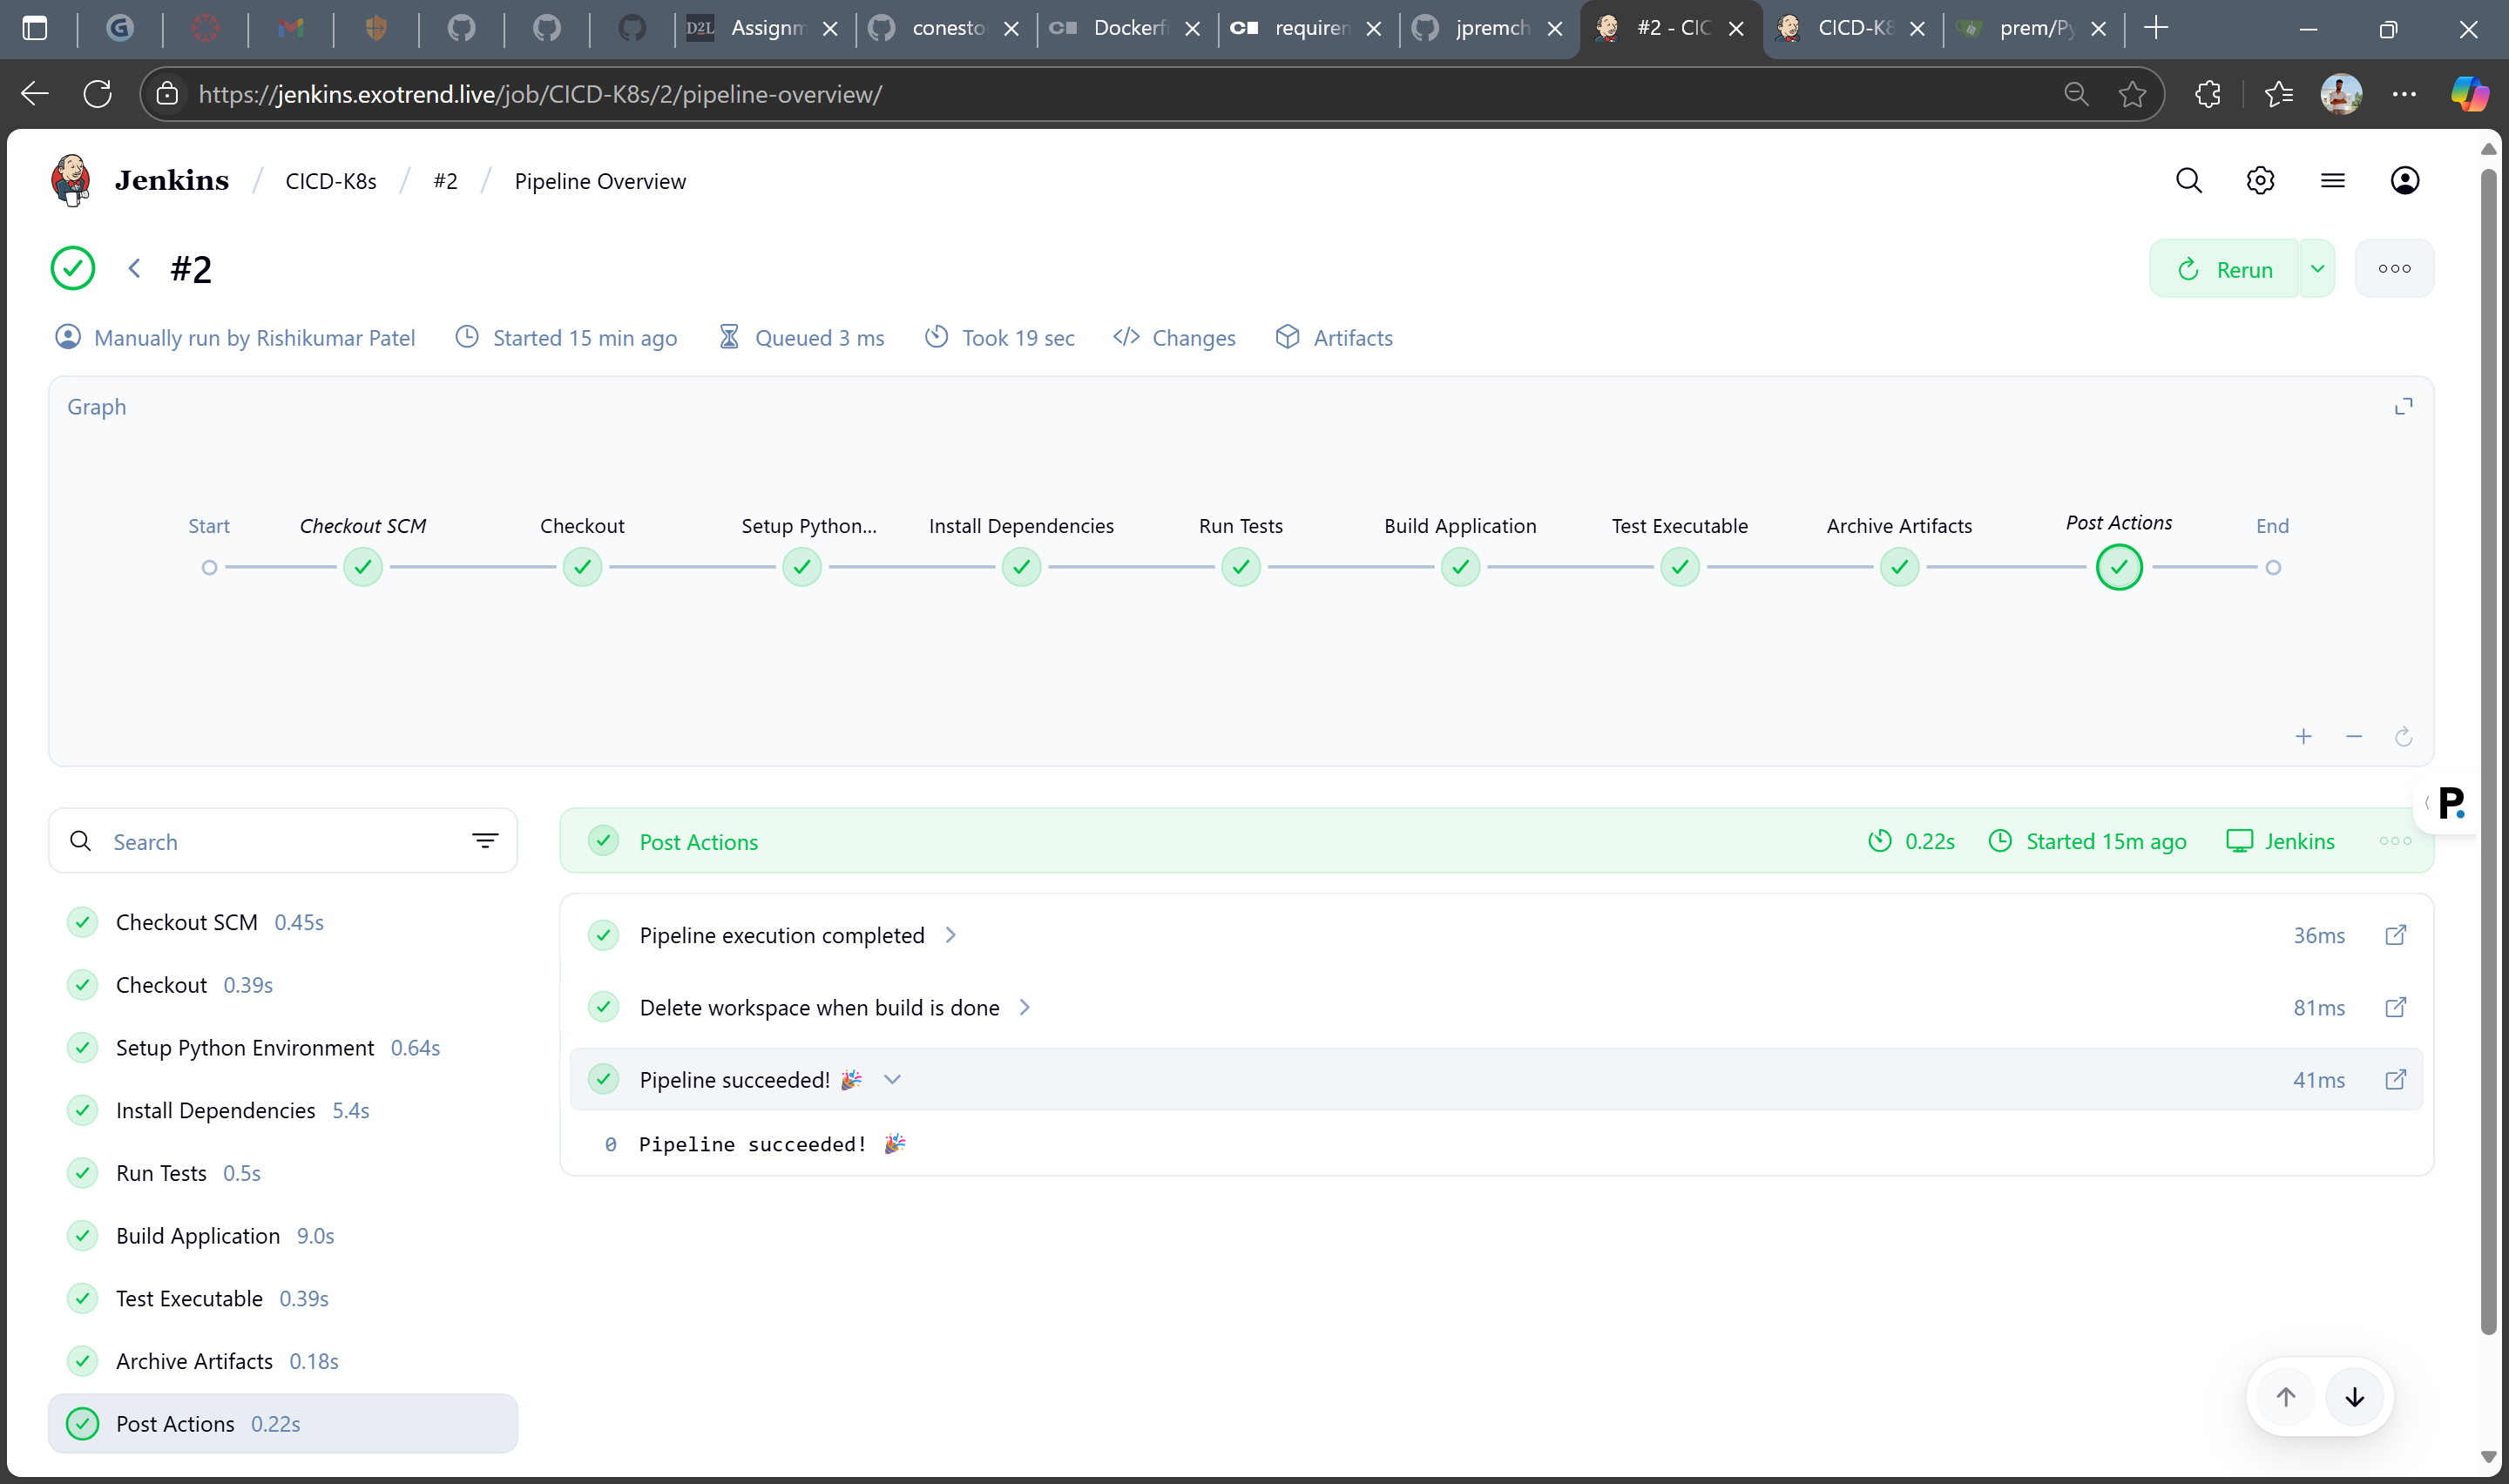 D2L Assignm
conesto
Dockerfi
requirem
jpremch
#2 - CIC
CICD-K8
prem/Py
https://jenkins.exotrend.live/job/CICD-K8s/2/pipeline-overview/
Jenkins / CICD-K8s / #2 / Pipeline Overview
#2
Rerun
Manually run by Rishikumar Patel
Started 15 min ago
Queued 3 ms
Took 19 sec
Changes
Artifacts
Graph
Start
Checkout SCM
Checkout
Setup Python...
Install Dependencies
Run Tests
Build Application
Test Executable
Archive Artifacts
Post Actions
End
P.
Search
Checkout SCM 0.45s
Checkout 0.39s
Setup Python Environment 0.64s
Install Dependencies 5.4s
Run Tests 0.5s
Build Application 9.0s
Test Executable 0.39s
Archive Artifacts 0.18s
Post Actions 0.22s
Post Actions 0.22s Started 15m ago Jenkins
Pipeline execution completed 36ms
Delete workspace when build is done 81ms
Pipeline succeeded! 🎉 41ms
0 Pipeline succeeded! 🎉